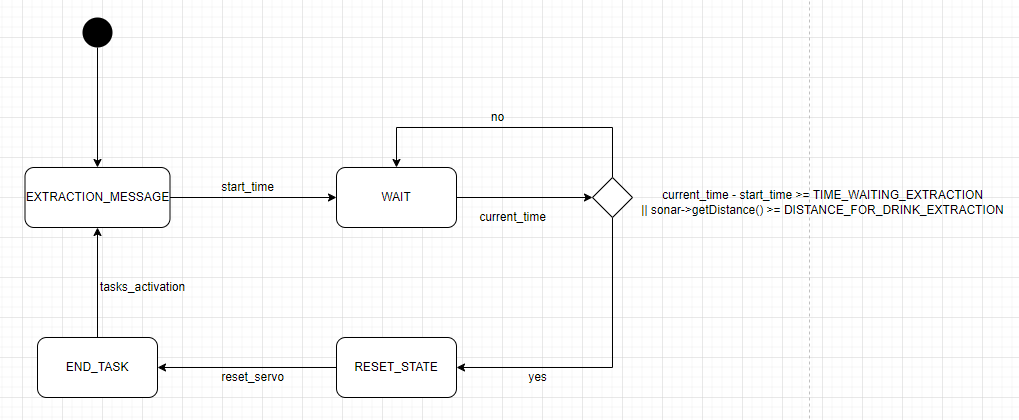 no
EXTRACTION_MESSAGE
start_time
WAIT
current_time
current_time - start_time >= TIME_WAITING_EXTRACTION
|| sonar->getDistance() >= DISTANCE_FOR_DRINK_EXTRACTION
tasks_activation
END_TASK
reset_servo
RESET_STATE
yes